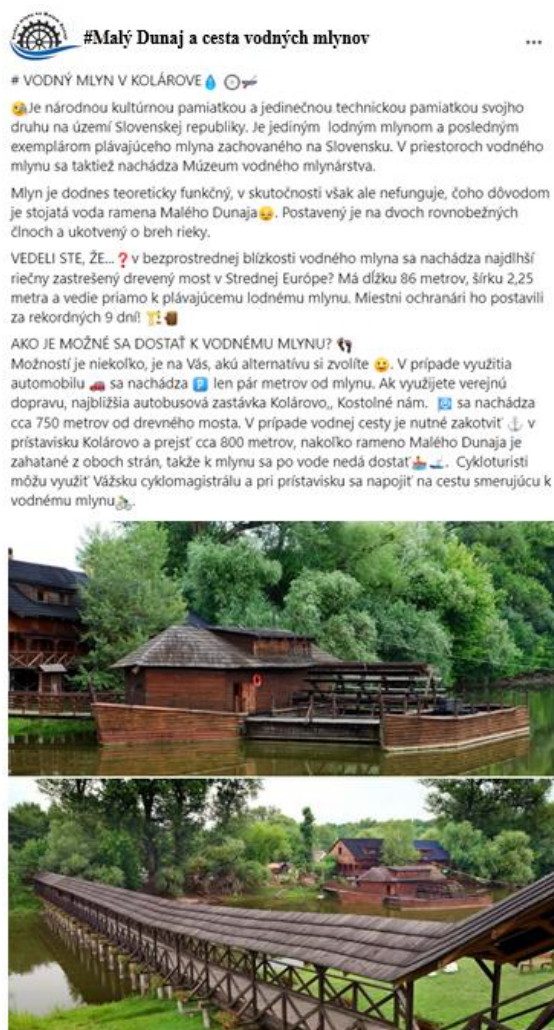 #Malý Dunaj a cesta vodných mlynov
...
# VODNÝ MLYN V KOLÁROVE💧
🧐Je národnou kultúrnou pamiatkou a jedinečnou technickou pamiatkou svojho
druhu na území Slovenskej republiky. Je jediným lodným mlynom a posledným
exemplárom plávajúceho mlyna zachovaného na Slovensku. V priestoroch vodného
mlynu sa taktiež nachádza Múzeum vodného mlynárstva.
Mlyn je dodnes teoreticky funkčný, v skutočnosti však ale nefunguje, čoho dôvodom
je stojatá voda ramena Malého Dunaja😞. Postavený je na dvoch rovnobežných
člnoch a ukotvený o breh rieky.
VEDELI STE, ŽE...❓v bezprostrednej blízkosti vodného mlyna sa nachádza najdlhší
riečny zastrešený drevený most v Strednej Európe? Má dĺžku 86 metrov, šírku 2,25
metra a vedie priamo k plávajúcemu lodnému mlynu. Miestni ochranári ho postavili
za rekordných 9 dní! 🏗️🪵
AKO JE MOŽNÉ SA DOSTAŤ K VODNÉMU MLYNU? 👣
Možností je niekoľko, je na Vás, akú alternatívu si zvolíte 😉. V prípade využitia
automobilu 🚗 sa nachádza 🅿️ len pár metrov od mlynu. Ak využijete verejnú
dopravu, najbližšia autobusová zastávka Kolárovo,, Kostolné nám. 🚏 sa nachádza
cca 750 metrov od drevného mosta. V prípade vodnej cesty je nutné zakotviť ⚓ v
prístavisku Kolárovo a prejsť cca 800 metrov, nakoľko rameno Malého Dunaja je
zahatané z oboch strán, takže k mlynu sa po vode nedá dostať🚣🛶. Cykloturisti
môžu využiť Vážsku cyklomagistrálu a pri prístavisku sa napojiť na cestu smerujúcu k
vodnému mlynu🚴.